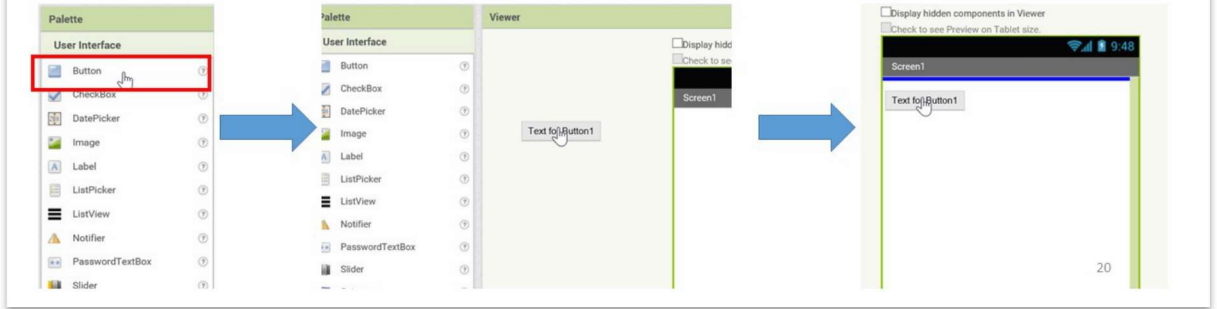 Palette
User Interface
Button
CheckBox
DatePicker
Image
Label
ListPicker
ListView
Notifier
PasswordTextBox
Slider
Palette
User Interface
Button
CheckBox
DatePicker
Image
Label
ListPicker
ListView
Notifier
PasswordTextBox
Slider
Viewer
Display hidd
Check to se
Screen1
Text for Button1
Display hidden components in Viewer
Check to see Preview on Tablet size.
9:48
Screen1
Text for Button1
20